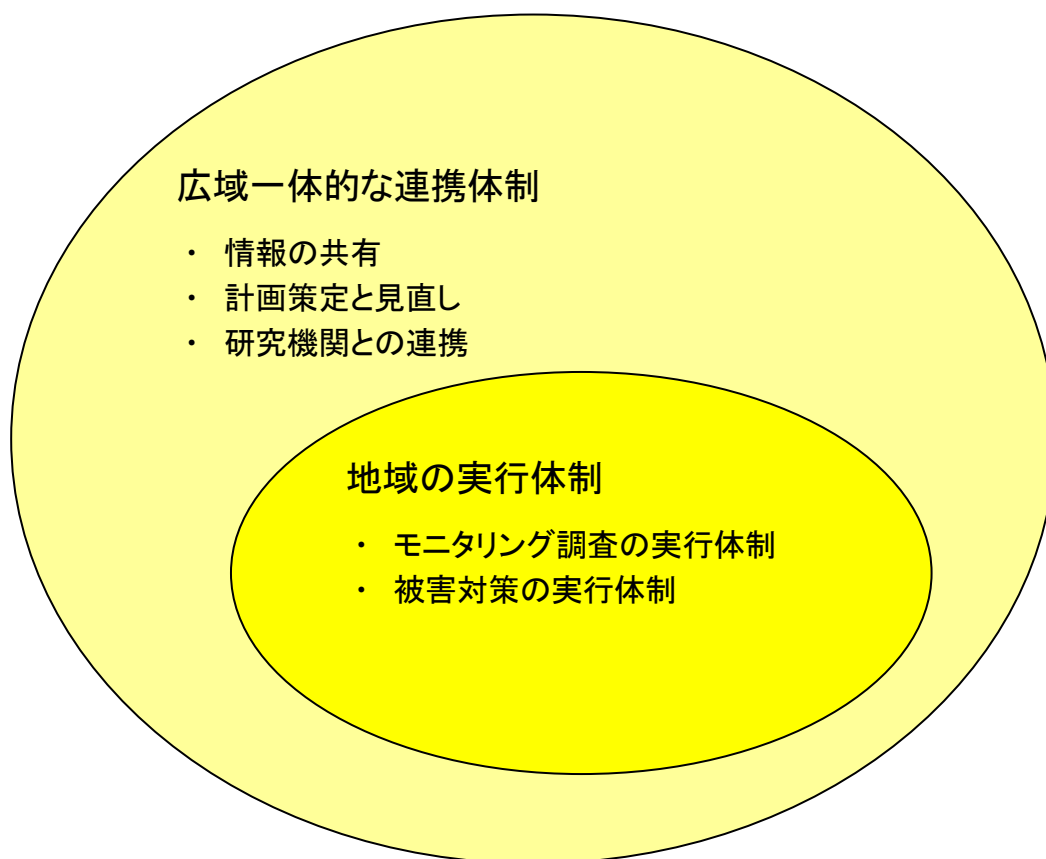 広域一体的な連携体制
・ 情報の共有
・ 計画策定と見直し
・ 研究機関との連携
地域の実行体制
・ モニタリング調査の実行体制
・ 被害対策の実行体制